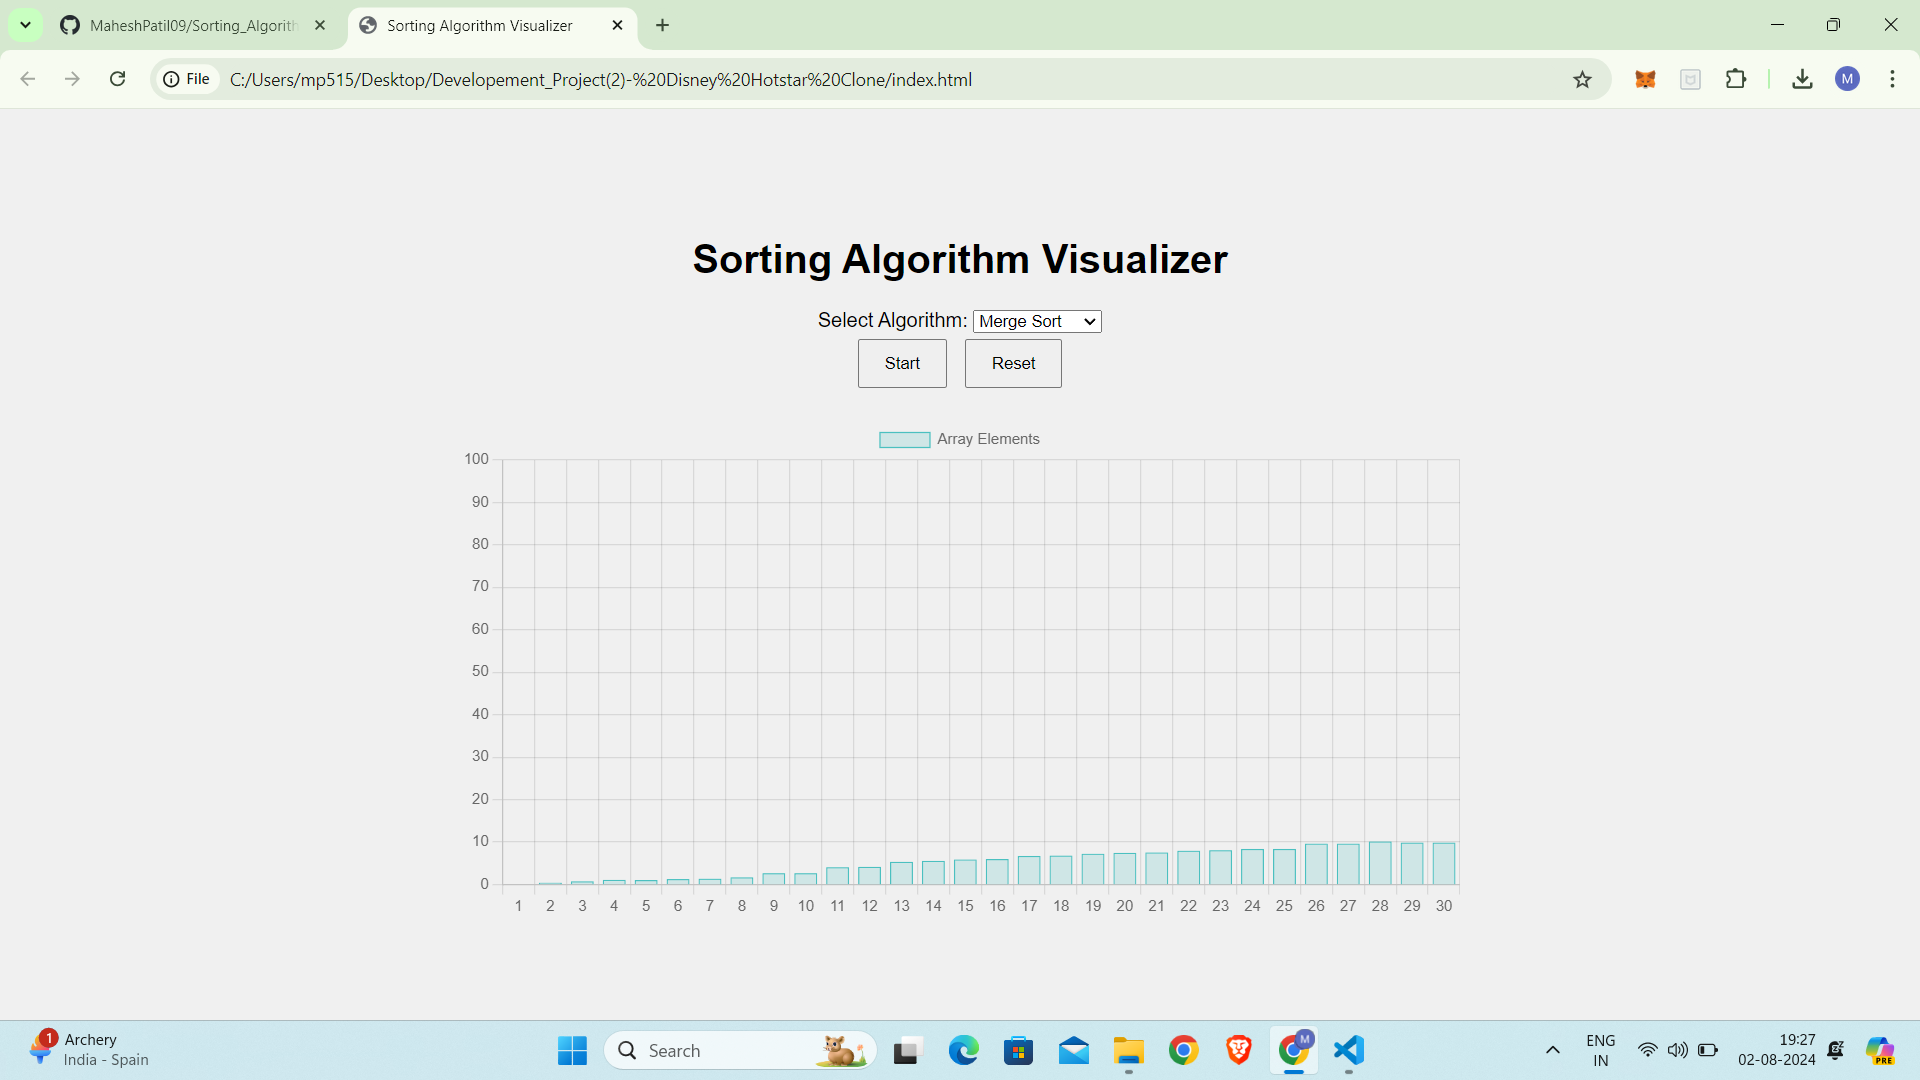 MaheshPatil09/Sorting_Algorith
Sorting Algorithm Visualizer
File
C:/Users/mp515/Desktop/Developement_Project(2)-%20Disney%20Hotstar%20Clone/index.html
M
Sorting Algorithm Visualizer
Select Algorithm: Merge Sort
Start Reset
Array Elements
100
90
80
70
60
50
40
30
20
10
0
1 2 3 4 5 6 7 8 9 10 11 12 13 14 15 16 17 18 19 20 21 22 23 24 25 26 27 28 29 30
1
Archery
India - Spain
Search
M
ENG
IN
19:27
02-08-2024
PRE